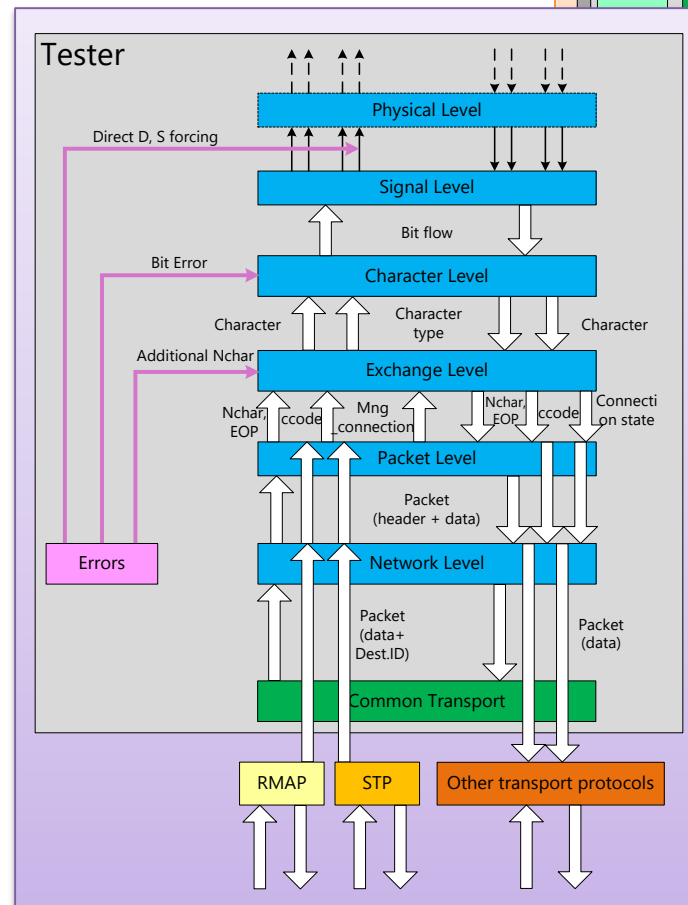 Tester
Physical Level
Direct D, S forcing
Signal Level
Bit flow
Bit Error
Character Level
Character
Character
type
Character
Additional Nchar
Exchange Level
Nchar,
EOP
ccode
Mng
_connection
Nchar,
EOP
ccode
Connecti
on state
Packet Level
Packet
(header + data)
Errors
Network Level
Packet
(data+
Dest.ID)
Packet
(data)
Common Transport
RMAP
STP
Other transport protocols